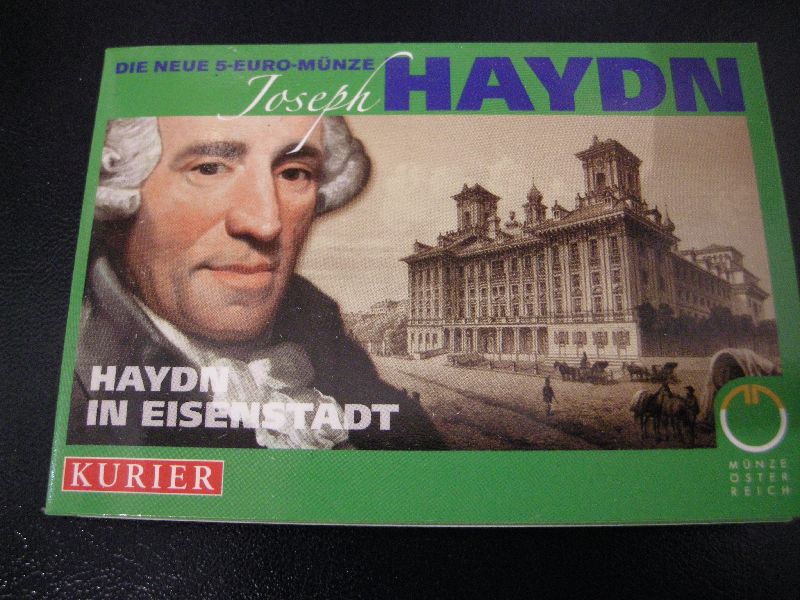 DIE NEUE 5-EURO-MÜNZE
Joseph HAYDN
HAYDN
IN EISENSTADT
KURIER
MÜNZE
ÖSTER
REICH